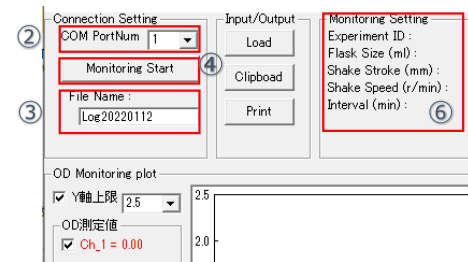 Connection Setting
② COM PortNum 1
Monitoring Start ④
③ File Name :
Log20220112
Input/Output
Load
Clipboad
Print
Monitoring Setting
Experiment ID :
Flask Size (ml) :
Shake Stroke (mm) :
Shake Speed (r/min) :
Interval (min) :
⑥
OD Monitoring plot
Y軸上限 2.5
OD測定値
Ch_1 = 0.00
2.5
2.0